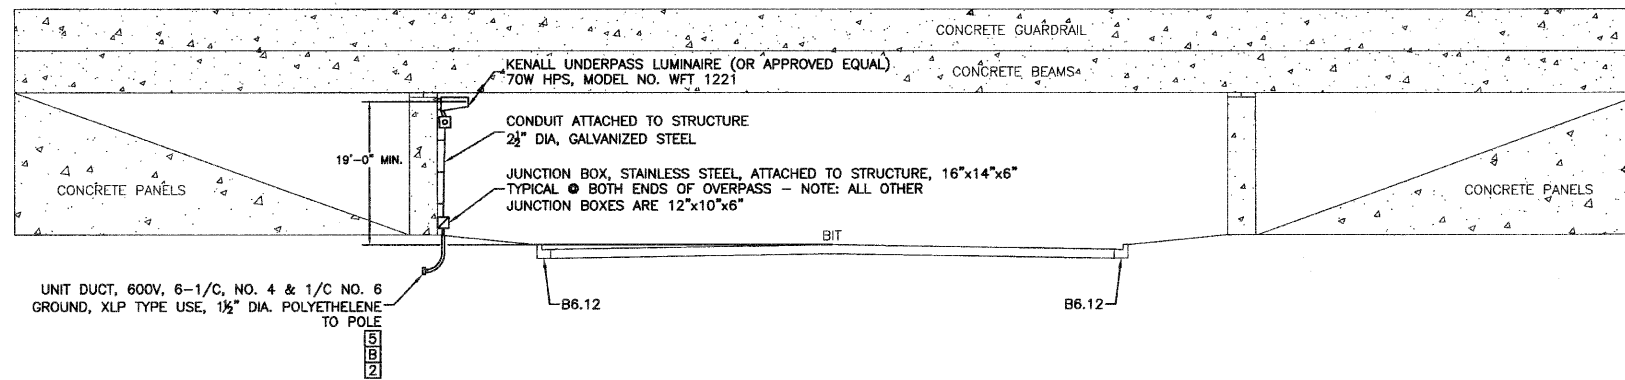 CONCRETE GUARDRAIL
CONCRETE BEAMS
KENALL UNDERPASS LUMINAIRE (OR APPROVED EQUAL)
70W HPS, MODEL NO. WFT 1221
CONDUIT ATTACHED TO STRUCTURE
2½" DIA, GALVANIZED STEEL
19'-0" MIN.
JUNCTION BOX, STAINLESS STEEL, ATTACHED TO STRUCTURE, 16"x14"x6"
TYPICAL @ BOTH ENDS OF OVERPASS – NOTE: ALL OTHER
JUNCTION BOXES ARE 12"x10"x6"
CONCRETE PANELS
CONCRETE PANELS
BIT
UNIT DUCT, 600V, 6-1/C, NO. 4 & 1/C NO. 6
GROUND, XLP TYPE USE, 1½" DIA. POLYETHELENE
TO POLE
5
B
2
B6.12
B6.12